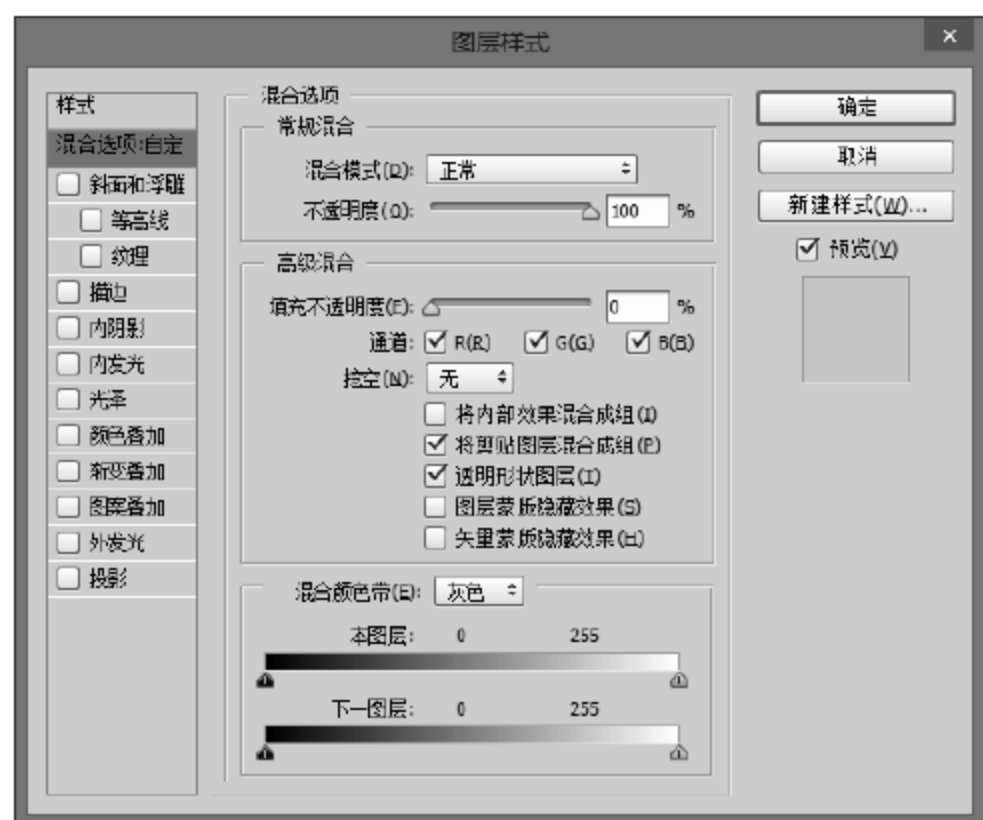 图层样式
样式
混合选项:自定
斜面和浮雕
等高线
纹理
描边
内阴影
内发光
光泽
颜色叠加
渐变叠加
图案叠加
外发光
投影
混合选项
常规混合
混合模式(D): 正常
不透明度(O): 100 %
高级混合
填充不透明度(F): 0 %
通道: R(R) G(G) B(B)
挖空(N): 无
将内部效果混合成组(I)
将剪贴图层混合成组(P)
透明形状图层(T)
图层蒙版隐藏效果(S)
矢量蒙版隐藏效果(H)
混合颜色带(E): 灰色
本图层: 0 255
下一图层: 0 255
确定
取消
新建样式(W)...
预览(V)